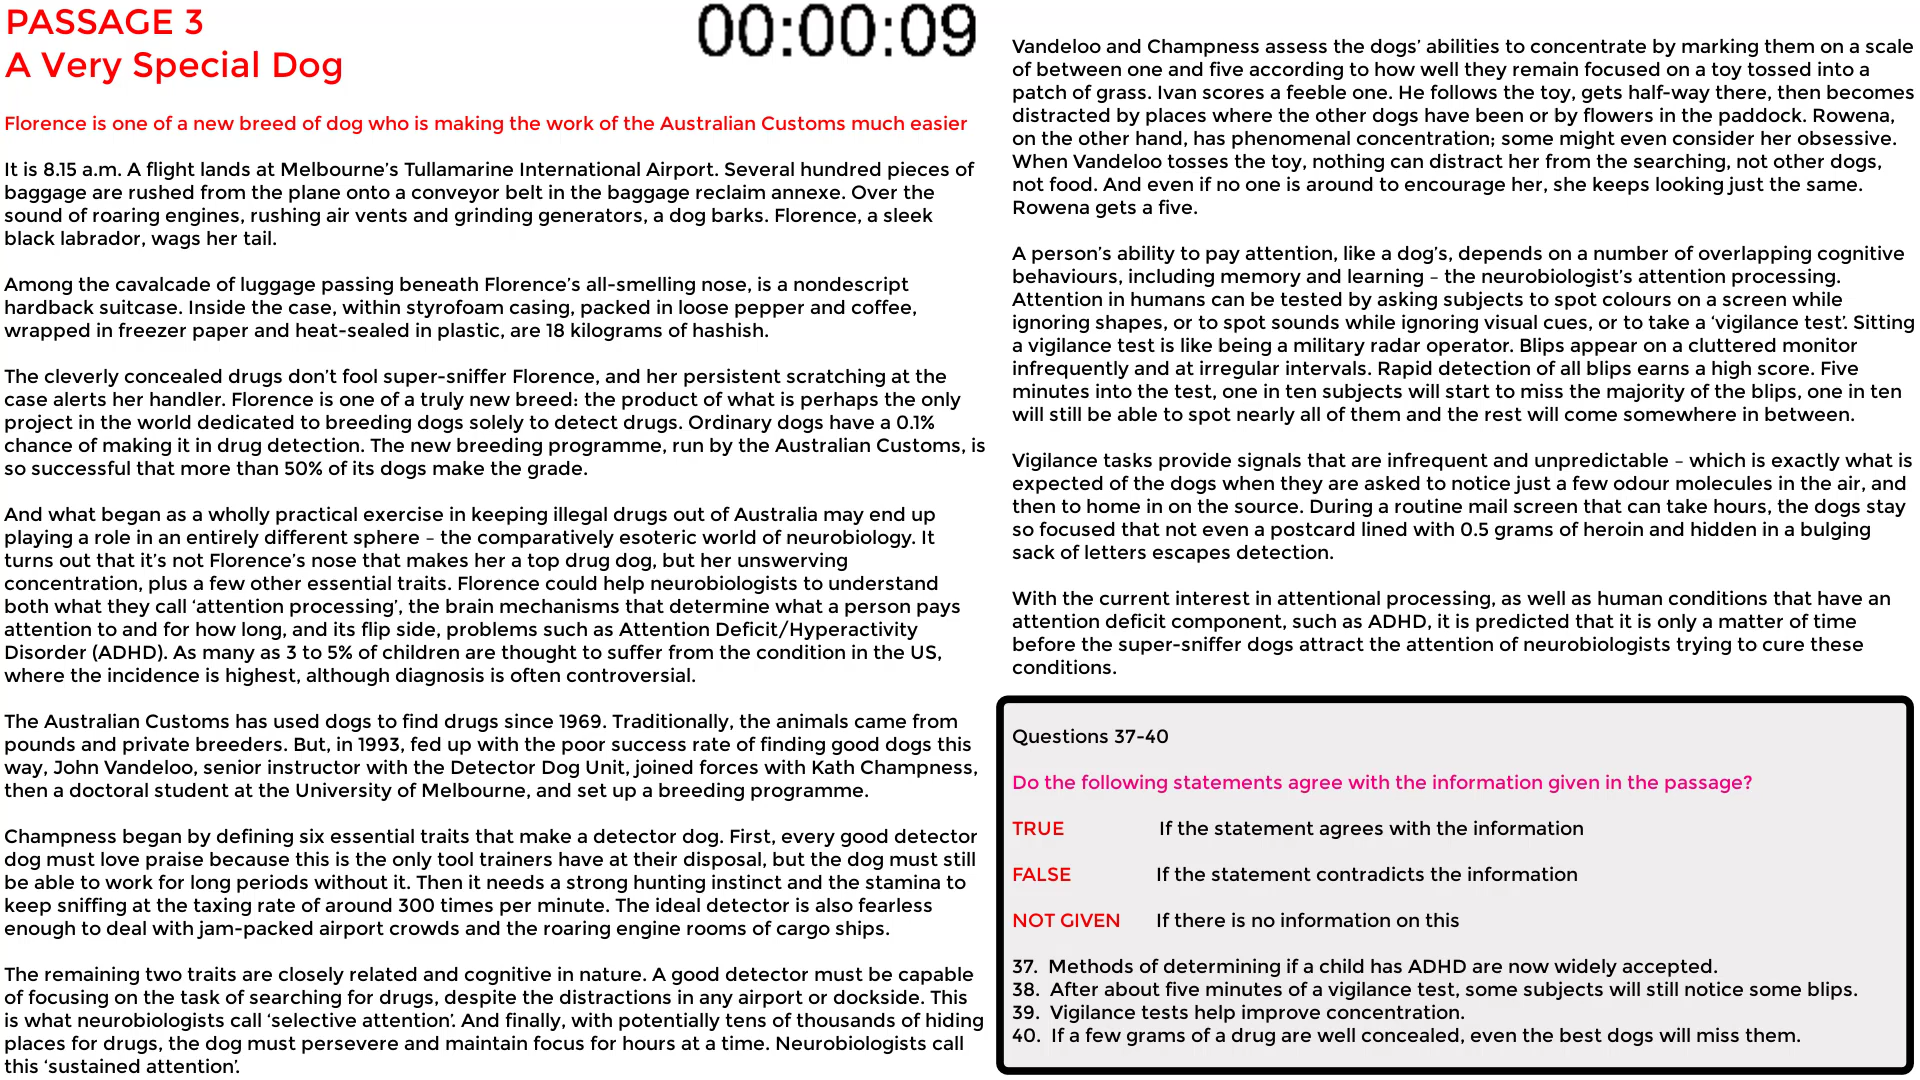 PASSAGE 3
A Very Special Dog
00:00:09
Florence is one of a new breed of dog who is making the work of the Australian Customs much easier
It is 8.15 a.m. A flight lands at Melbourne's Tullamarine International Airport. Several hundred pieces of
baggage are rushed from the plane onto a conveyor belt in the baggage reclaim annexe. Over the
sound of roaring engines, rushing air vents and grinding generators, a dog barks. Florence, a sleek
black labrador, wags her tail.
Among the cavalcade of luggage passing beneath Florence's all-smelling nose, is a nondescript
hardback suitcase. Inside the case, within styrofoam casing, packed in loose pepper and coffee,
wrapped in freezer paper and heat-sealed in plastic, are 18 kilograms of hashish.
The cleverly concealed drugs don't fool super-sniffer Florence, and her persistent scratching at the
case alerts her handler. Florence is one of a truly new breed: the product of what is perhaps the only
project in the world dedicated to breeding dogs solely to detect drugs. Ordinary dogs have a 0.1%
chance of making it in drug detection. The new breeding programme, run by the Australian Customs, is
so successful that more than 50% of its dogs make the grade.
And what began as a wholly practical exercise in keeping illegal drugs out of Australia may end up
playing a role in an entirely different sphere – the comparatively esoteric world of neurobiology. It
turns out that it's not Florence's nose that makes her a top drug dog, but her unswerving
concentration, plus a few other essential traits. Florence could help neurobiologists to understand
both what they call 'attention processing', the brain mechanisms that determine what a person pays
attention to and for how long, and its flip side, problems such as Attention Deficit/Hyperactivity
Disorder (ADHD). As many as 3 to 5% of children are thought to suffer from the condition in the US,
where the incidence is highest, although diagnosis is often controversial.
The Australian Customs has used dogs to find drugs since 1969. Traditionally, the animals came from
pounds and private breeders. But, in 1993, fed up with the poor success rate of finding good dogs this
way, John Vandeloo, senior instructor with the Detector Dog Unit, joined forces with Kath Champness,
then a doctoral student at the University of Melbourne, and set up a breeding programme.
Champness began by defining six essential traits that make a detector dog. First, every good detector
dog must love praise because this is the only tool trainers have at their disposal, but the dog must still
be able to work for long periods without it. Then it needs a strong hunting instinct and the stamina to
keep sniffing at the taxing rate of around 300 times per minute. The ideal detector is also fearless
enough to deal with jam-packed airport crowds and the roaring engine rooms of cargo ships.
The remaining two traits are closely related and cognitive in nature. A good detector must be capable
of focusing on the task of searching for drugs, despite the distractions in any airport or dockside. This
is what neurobiologists call 'selective attention'. And finally, with potentially tens of thousands of hiding
places for drugs, the dog must persevere and maintain focus for hours at a time. Neurobiologists call
this 'sustained attention'.
Vandeloo and Champness assess the dogs' abilities to concentrate by marking them on a scale
of between one and five according to how well they remain focused on a toy tossed into a
patch of grass. Ivan scores a feeble one. He follows the toy, gets half-way there, then becomes
distracted by places where the other dogs have been or by flowers in the paddock. Rowena,
on the other hand, has phenomenal concentration; some might even consider her obsessive.
When Vandeloo tosses the toy, nothing can distract her from the searching, not other dogs,
not food. And even if no one is around to encourage her, she keeps looking just the same.
Rowena gets a five.
A person's ability to pay attention, like a dog's, depends on a number of overlapping cognitive
behaviours, including memory and learning – the neurobiologist's attention processing.
Attention in humans can be tested by asking subjects to spot colours on a screen while
ignoring shapes, or to spot sounds while ignoring visual cues, or to take a 'vigilance test'. Sitting
a vigilance test is like being a military radar operator. Blips appear on a cluttered monitor
infrequently and at irregular intervals. Rapid detection of all blips earns a high score. Five
minutes into the test, one in ten subjects will start to miss the majority of the blips, one in ten
will still be able to spot nearly all of them and the rest will come somewhere in between.
Vigilance tasks provide signals that are infrequent and unpredictable – which is exactly what is
expected of the dogs when they are asked to notice just a few odour molecules in the air, and
then to home in on the source. During a routine mail screen that can take hours, the dogs stay
so focused that not even a postcard lined with 0.5 grams of heroin and hidden in a bulging
sack of letters escapes detection.
With the current interest in attentional processing, as well as human conditions that have an
attention deficit component, such as ADHD, it is predicted that it is only a matter of time
before the super-sniffer dogs attract the attention of neurobiologists trying to cure these
conditions.
Questions 37-40
Do the following statements agree with the information given in the passage?
TRUE If the statement agrees with the information
FALSE If the statement contradicts the information
NOT GIVEN If there is no information on this
37. Methods of determining if a child has ADHD are now widely accepted.
38. After about five minutes of a vigilance test, some subjects will still notice some blips.
39. Vigilance tests help improve concentration.
40. If a few grams of a drug are well concealed, even the best dogs will miss them.